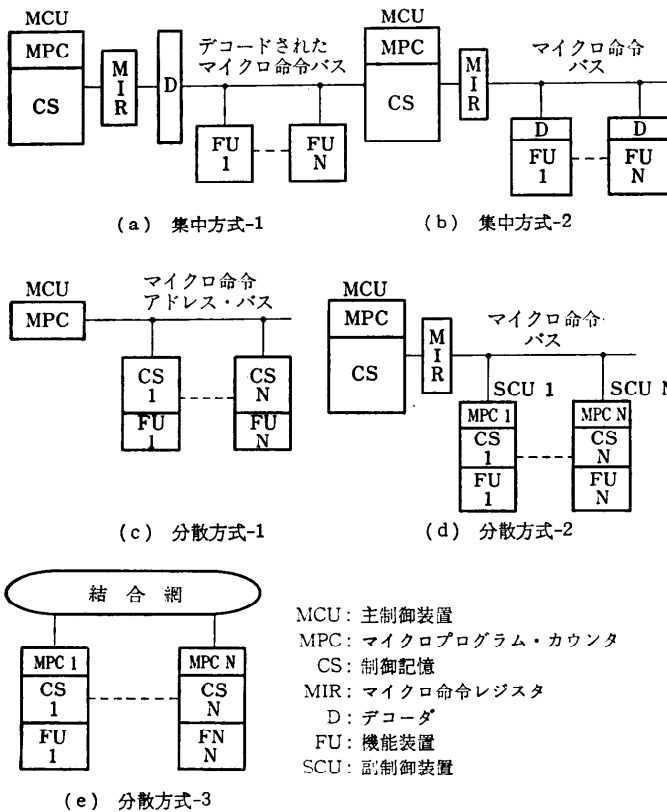 MCU
MPC
CS
MIR
D
デコードされた
マイクロ命令バス
FU
1
FU
N
(a) 集中方式-1
MCU
MPC
CS
MIR
マイクロ命令
バス
D
FU
1
D
FU
N
(b) 集中方式-2
MCU
MPC
マイクロ命令
アドレス・バス
CS
1
FU
1
CS
N
FU
N
(c) 分散方式-1
MCU
MPC
CS
MIR
マイクロ命令
バス
SCU 1
SCU N
MPC 1
CS
1
FU
1
MPC N
CS
N
FU
N
(d) 分散方式-2
結合網
MPC 1
CS
1
FU
1
MPC N
CS
N
FN
N
(e) 分散方式-3
MCU: 主制御装置
MPC: マイクロプログラム・カウンタ
CS: 制御記憶
MIR: マイクロ命令レジスタ
D: デコーダ
FU: 機能装置
SCU: 副制御装置